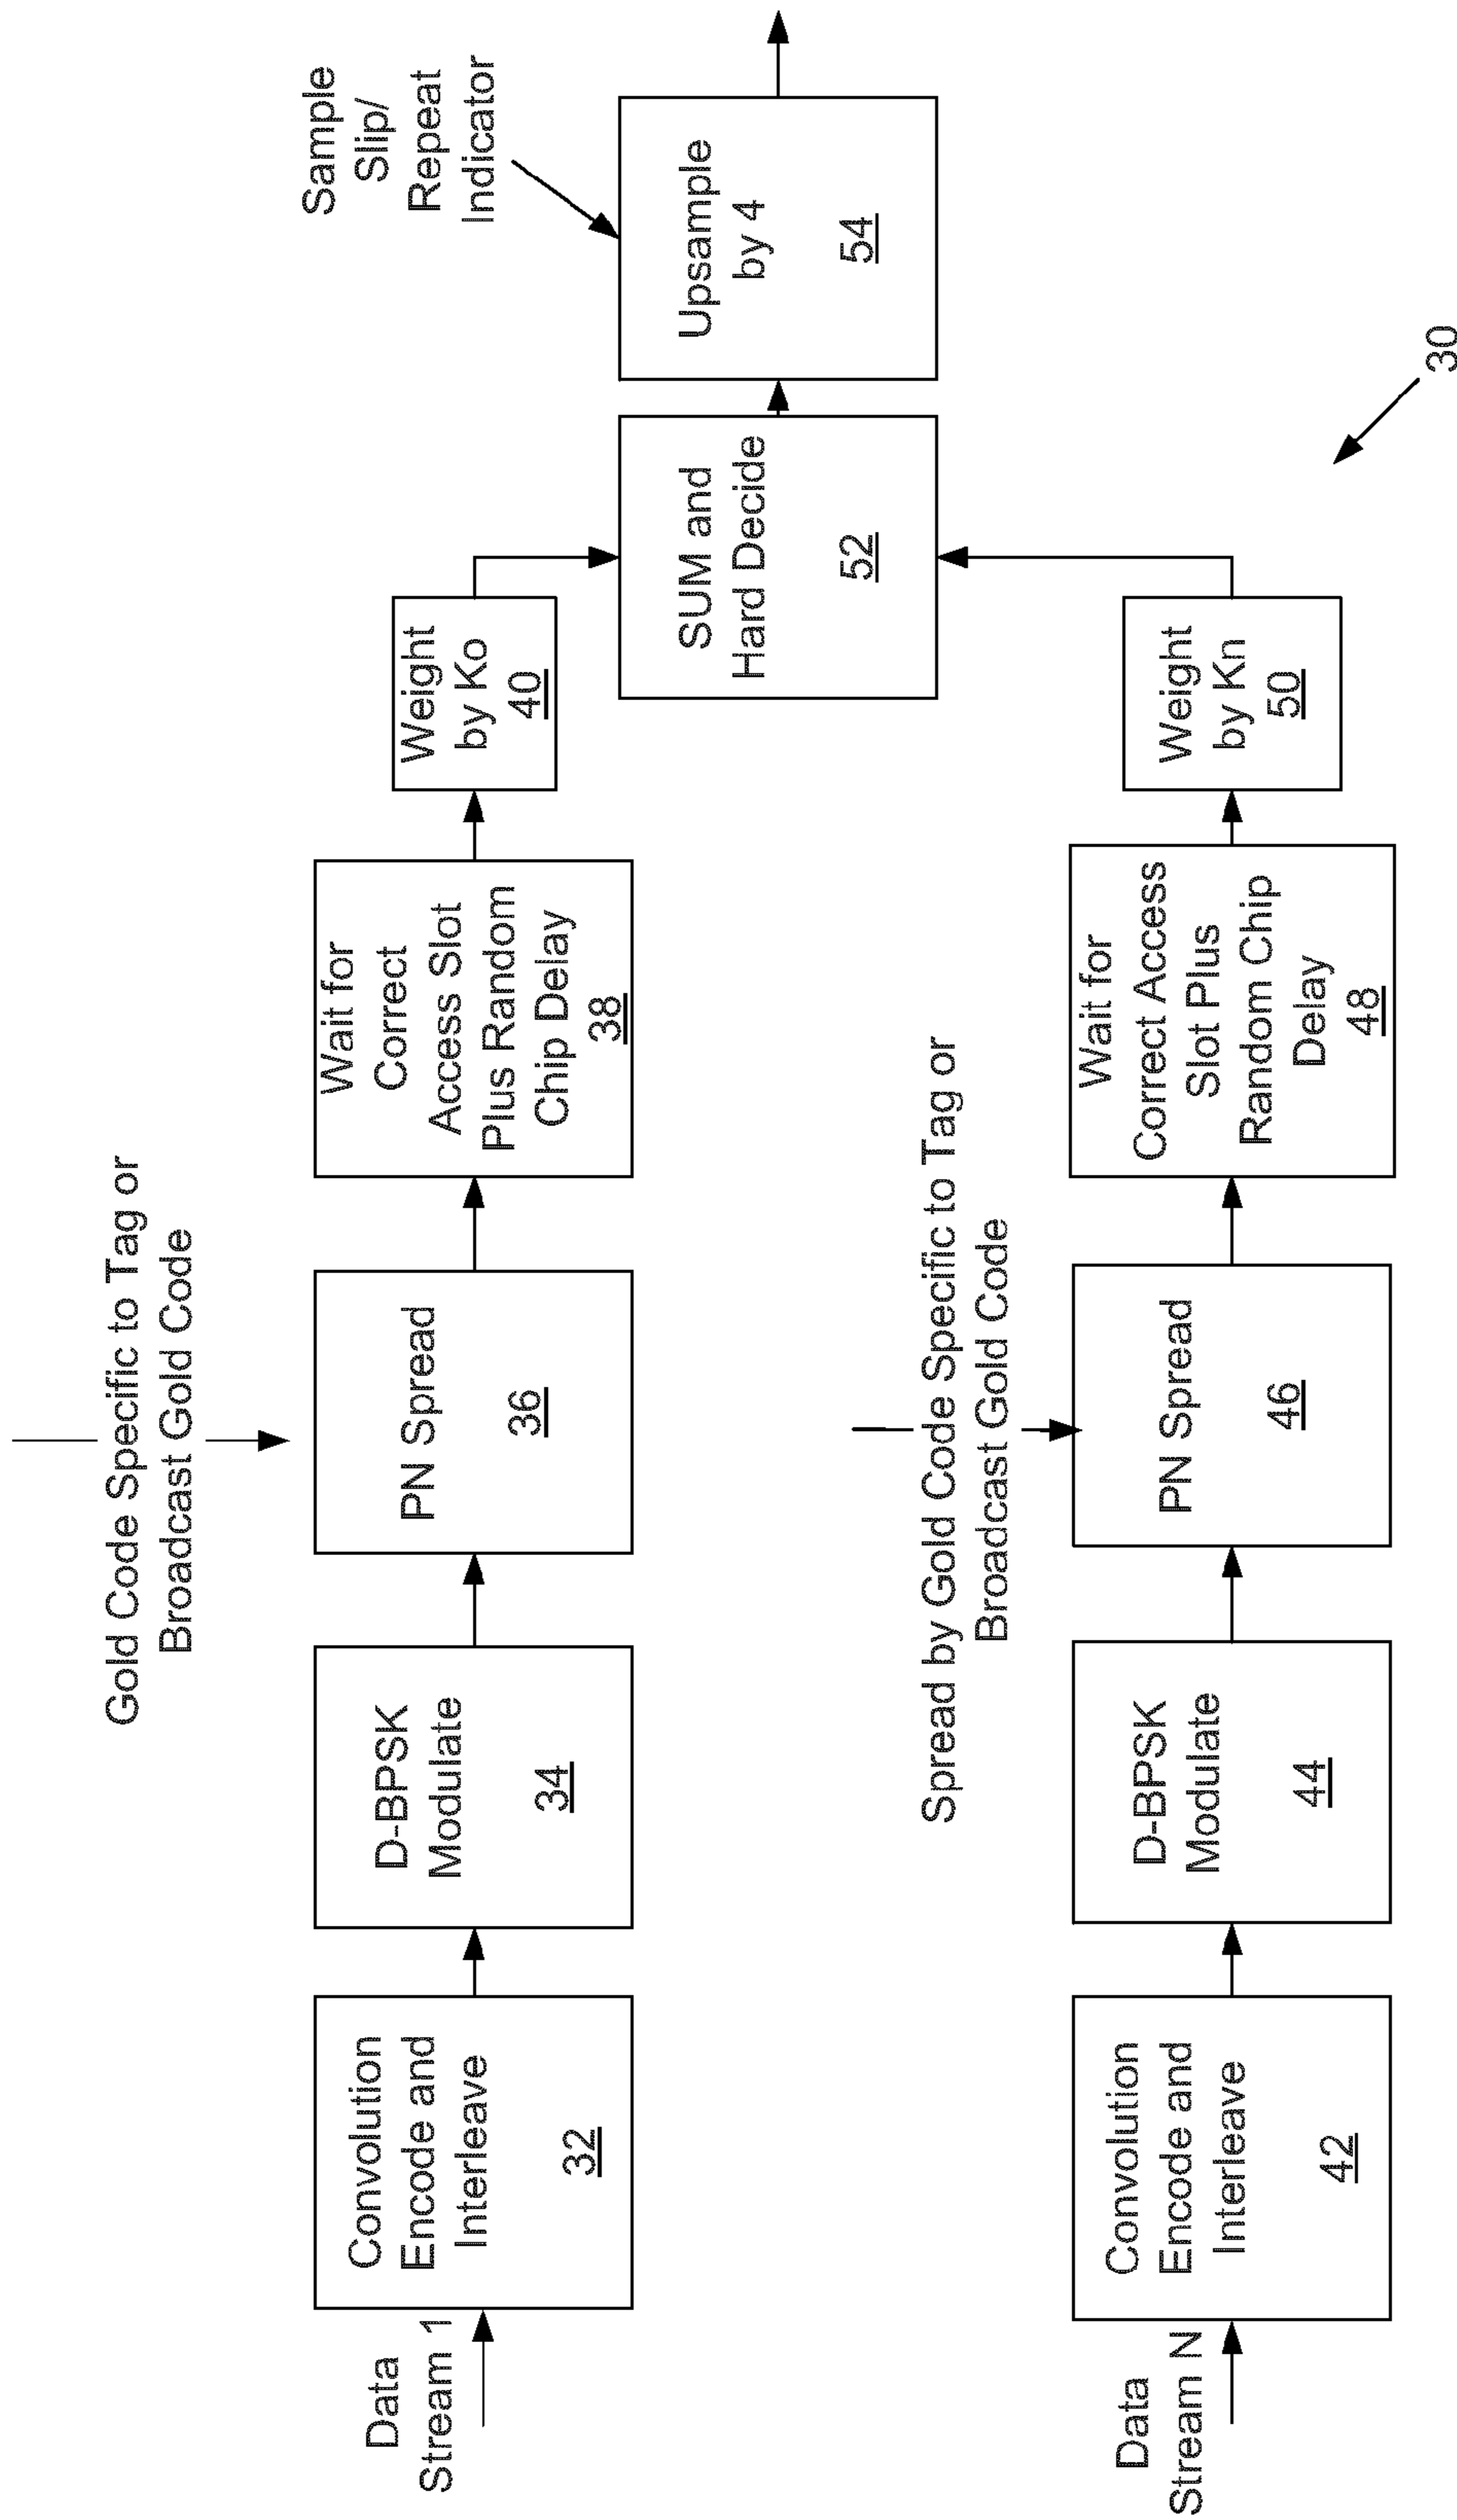 Gold Code Specific to Tag or
Broadcast Gold Code
Data
Stream 1
Convolution
Encode and
Interleave
32
D-BPSK
Modulate
34
PN Spread
36
Wait for
Correct
Access Slot
Plus Random
Chip Delay
38
Weight
by Ko
40
SUM and
Hard Decide
52
Upsample
by 4
54
Sample
Slip/
Repeat
Indicator
Spread by Gold Code Specific to Tag or
Broadcast Gold Code
Data
Stream N
Convolution
Encode and
Interleave
42
D-BPSK
Modulate
44
PN Spread
46
Wait for
Correct Access
Slot Plus
Random Chip
Delay
48
Weight
by Kn
50
30